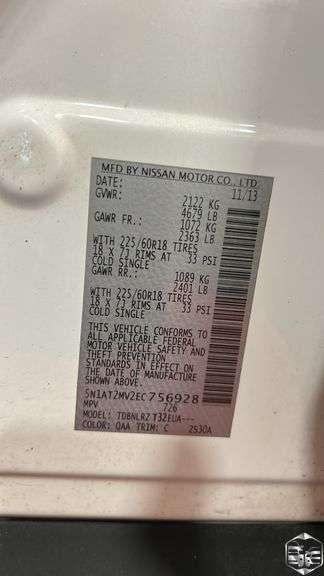 MFD BY NISSAN MOTOR CO., LTD.
DATE: 11/13
GVWR: 2122 KG
4679 LB
GAWR FR.: 1072 KG
2363 LB
WITH 225/60R18 TIRES
18 X 7J RIMS AT 33 PSI
COLD SINGLE
GAWR RR.: 1089 KG
2401 LB
WITH 225/60R18 TIRES
18 X 7J RIMS AT 33 PSI
COLD SINGLE
THIS VEHICLE CONFORMS TO
ALL APPLICABLE FEDERAL
MOTOR VEHICLE SAFETY AND
THEFT PREVENTION
STANDARDS IN EFFECT ON
THE DATE OF MANUFACTURE
SHOWN ABOVE.
5N1AT2MV2EC756928
MPV 726
MODEL: TDBNLRZ T32EUA---
COLOR: QAA TRIM: C 2S30A